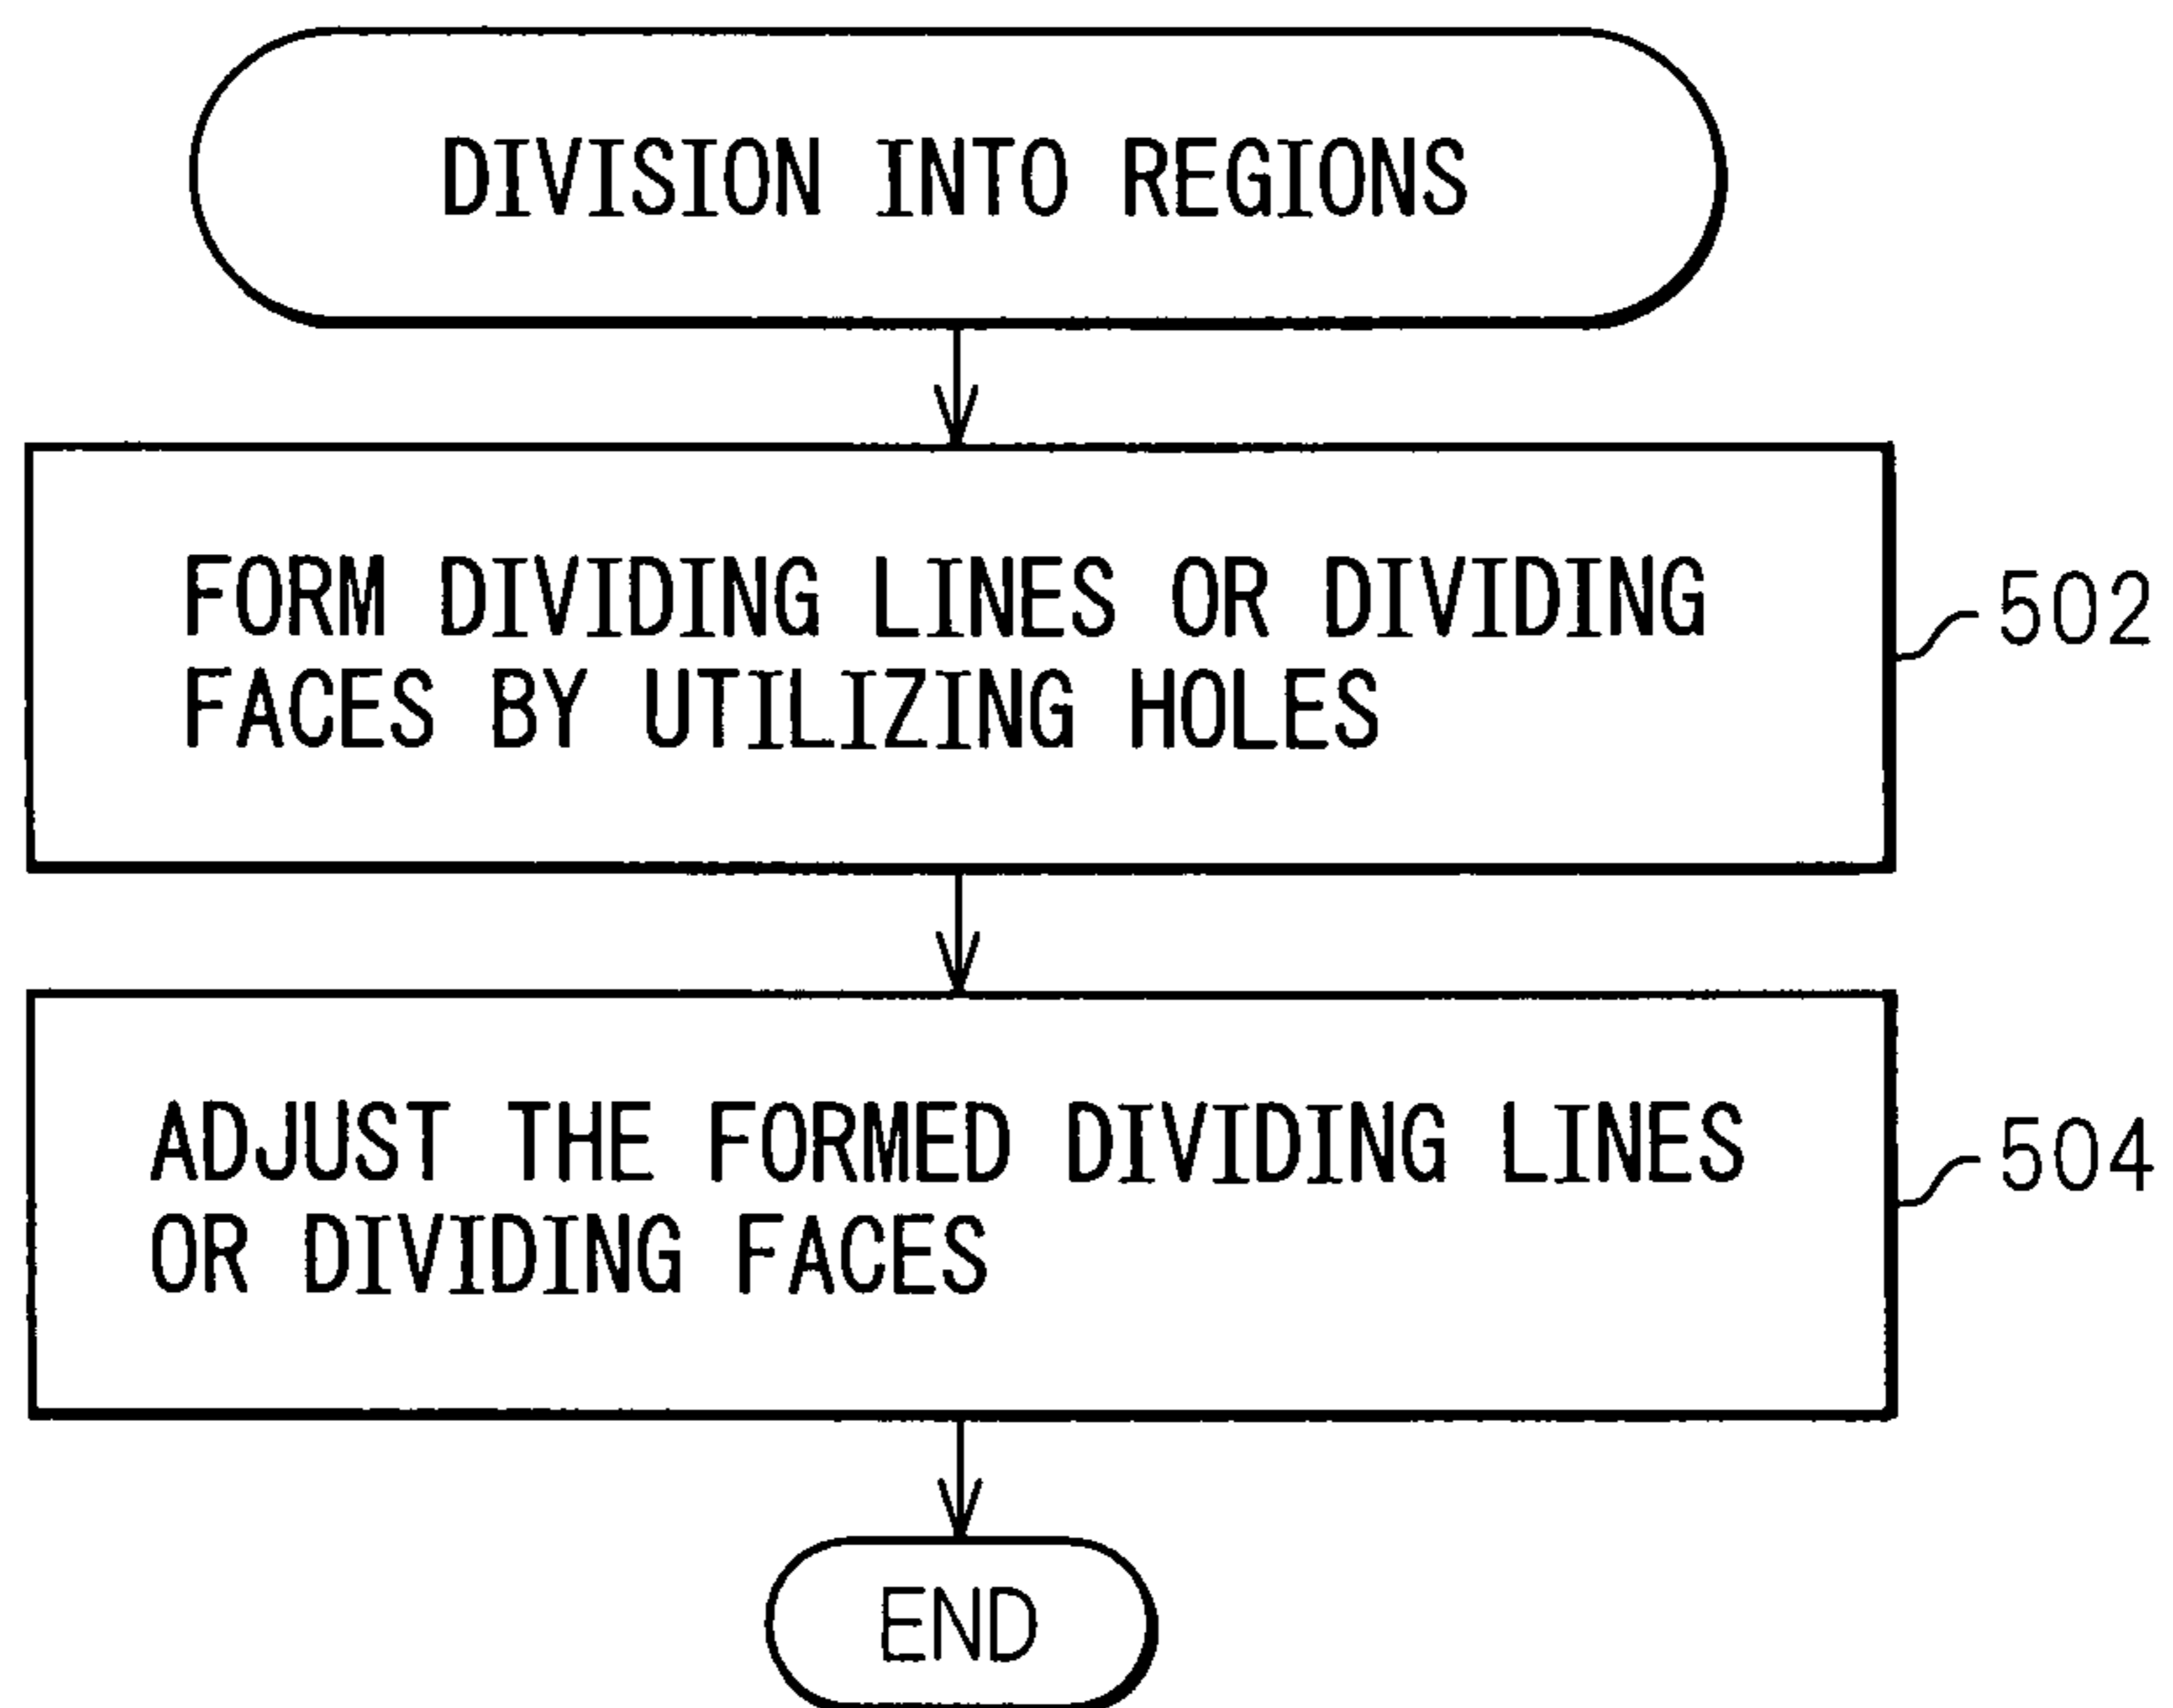 DIVISION INTO REGIONS
FORM DIVIDING LINES OR DIVIDING
FACES BY UTILIZING HOLES
502
ADJUST THE FORMED DIVIDING LINES
OR DIVIDING FACES
504
END